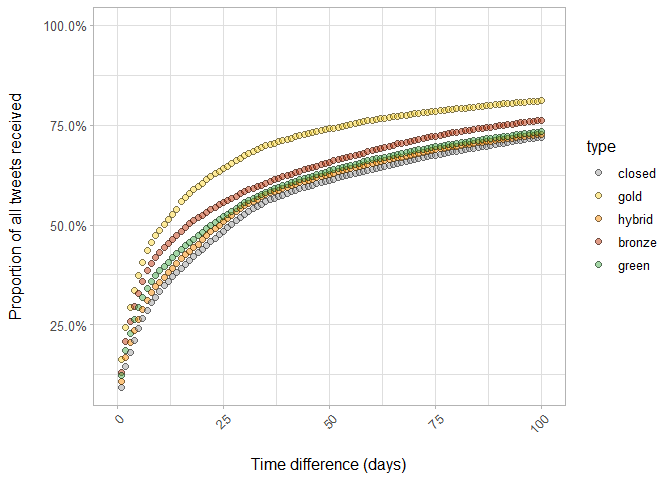 Proportion of all tweets received
100.0%
75.0%
50.0%
25.0%
0
25
50
75
100
Time difference (days)
type
closed
gold
hybrid
bronze
green